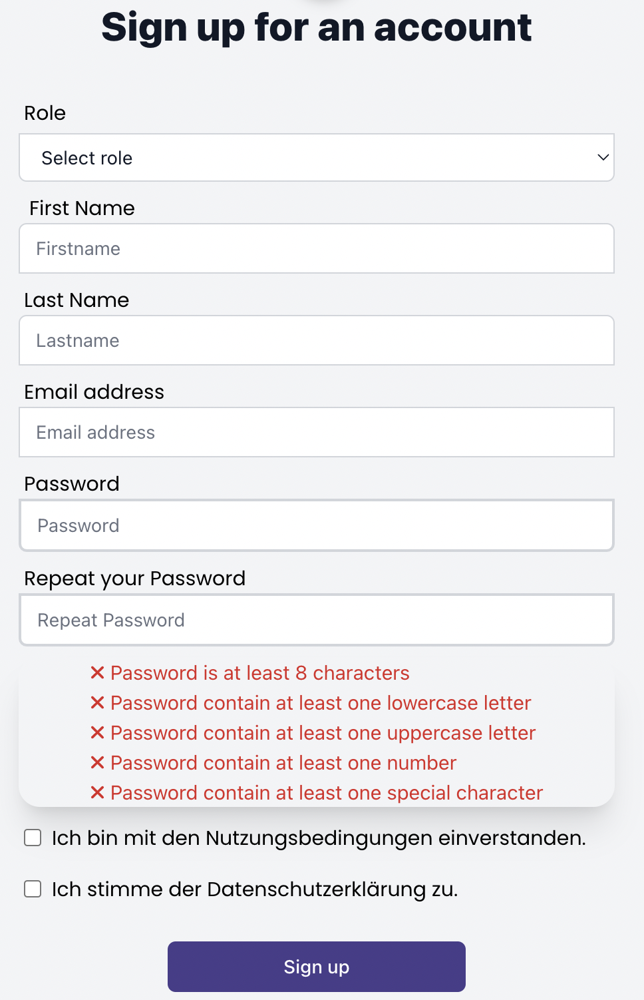 Sign up for an account
Role
Select role
First Name
Firstname
Last Name
Lastname
Email address
Email address
Password
Password
Repeat your Password
Repeat Password
Password is at least 8 characters
Password contain at least one lowercase letter
Password contain at least one uppercase letter
Password contain at least one number
Password contain at least one special character
Ich bin mit den Nutzungsbedingungen einverstanden.
Ich stimme der Datenschutzerklärung zu.
Sign up